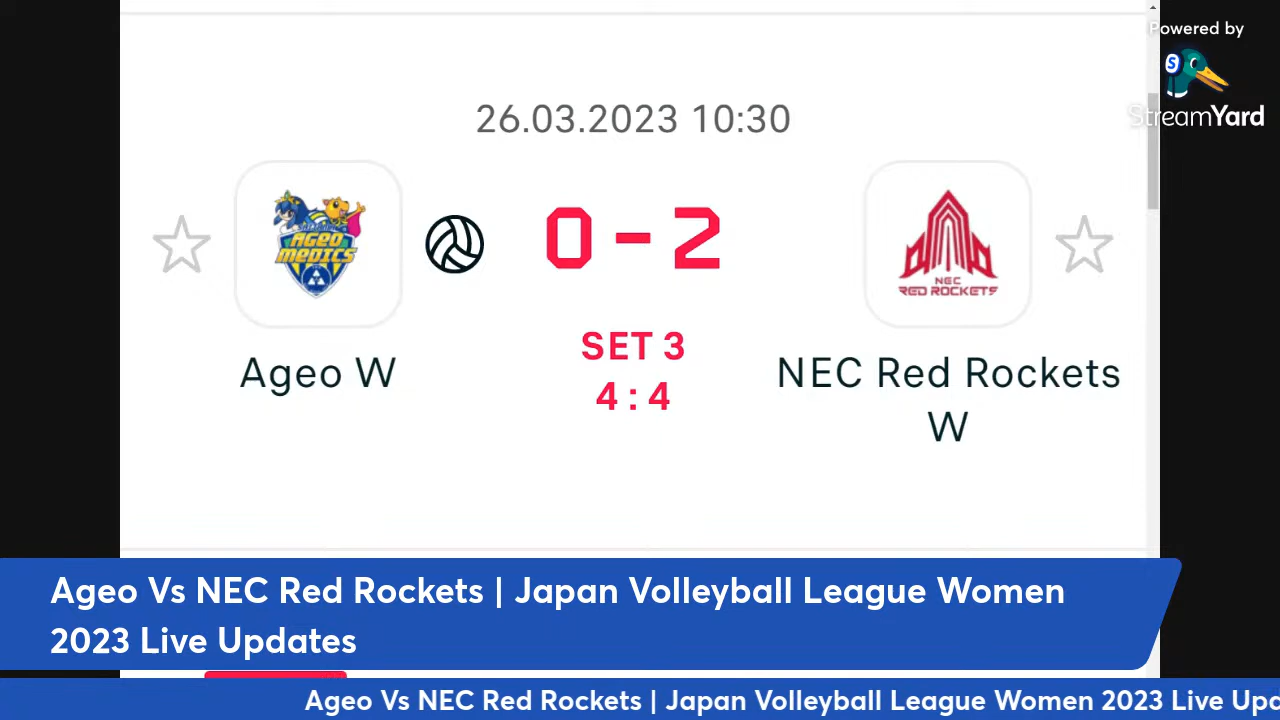 Powered by
StreamYard
26.03.2023 10:30
AGEO
MEDICS
0 - 2
NEC
RED ROCKETS
SET 3
4 : 4
Ageo W
NEC Red Rockets
W
Ageo Vs NEC Red Rockets | Japan Volleyball League Women
2023 Live Updates
Ageo Vs NEC Red Rockets | Japan Volleyball League Women 2023 Live Upd